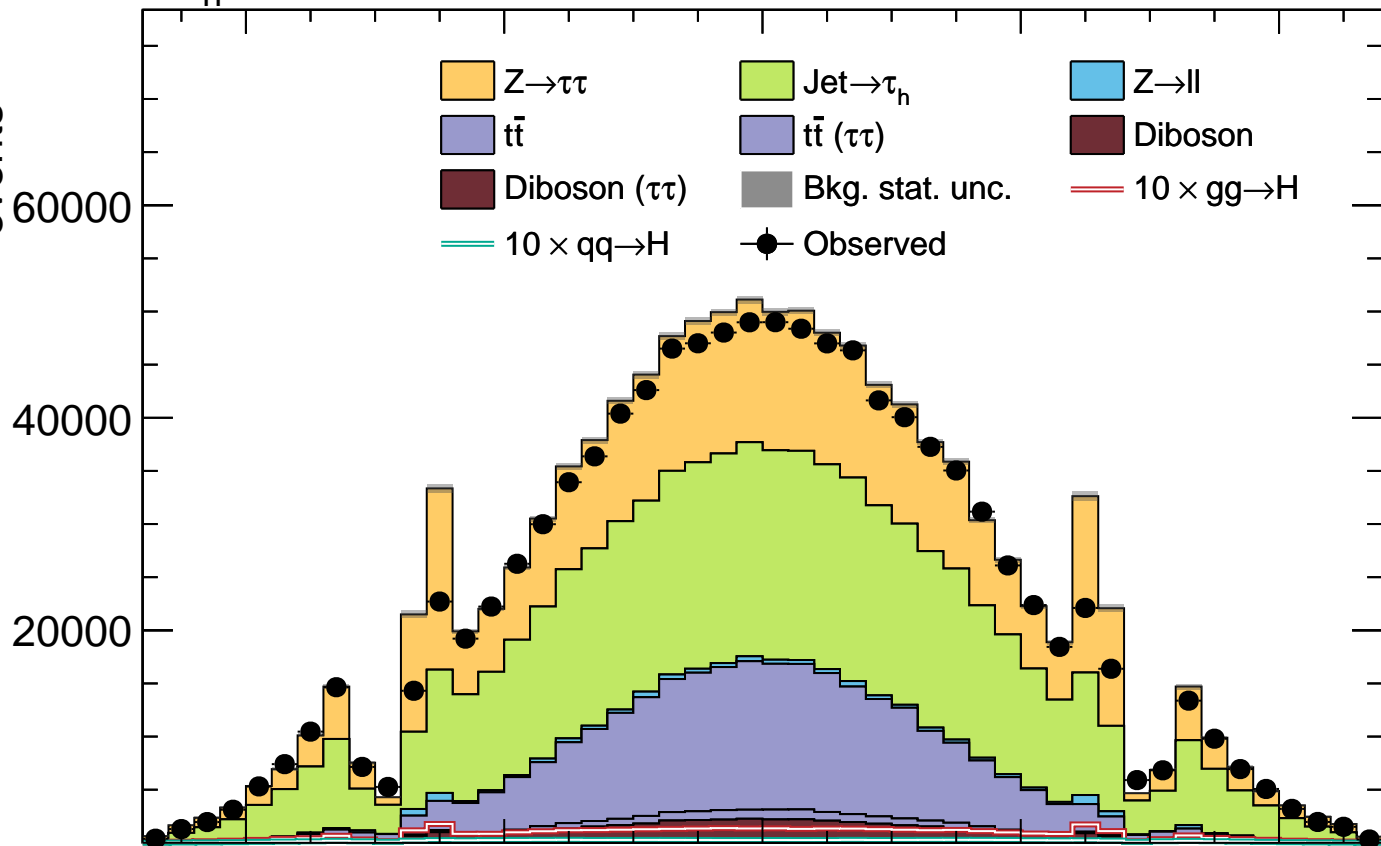 Z→ττ Jet→τh Z→ll
tt̄ tt̄ (ττ) Diboson
Diboson (ττ) Bkg. stat. unc. 10 × gg→H
10 × qq→H Observed
60000
40000
20000